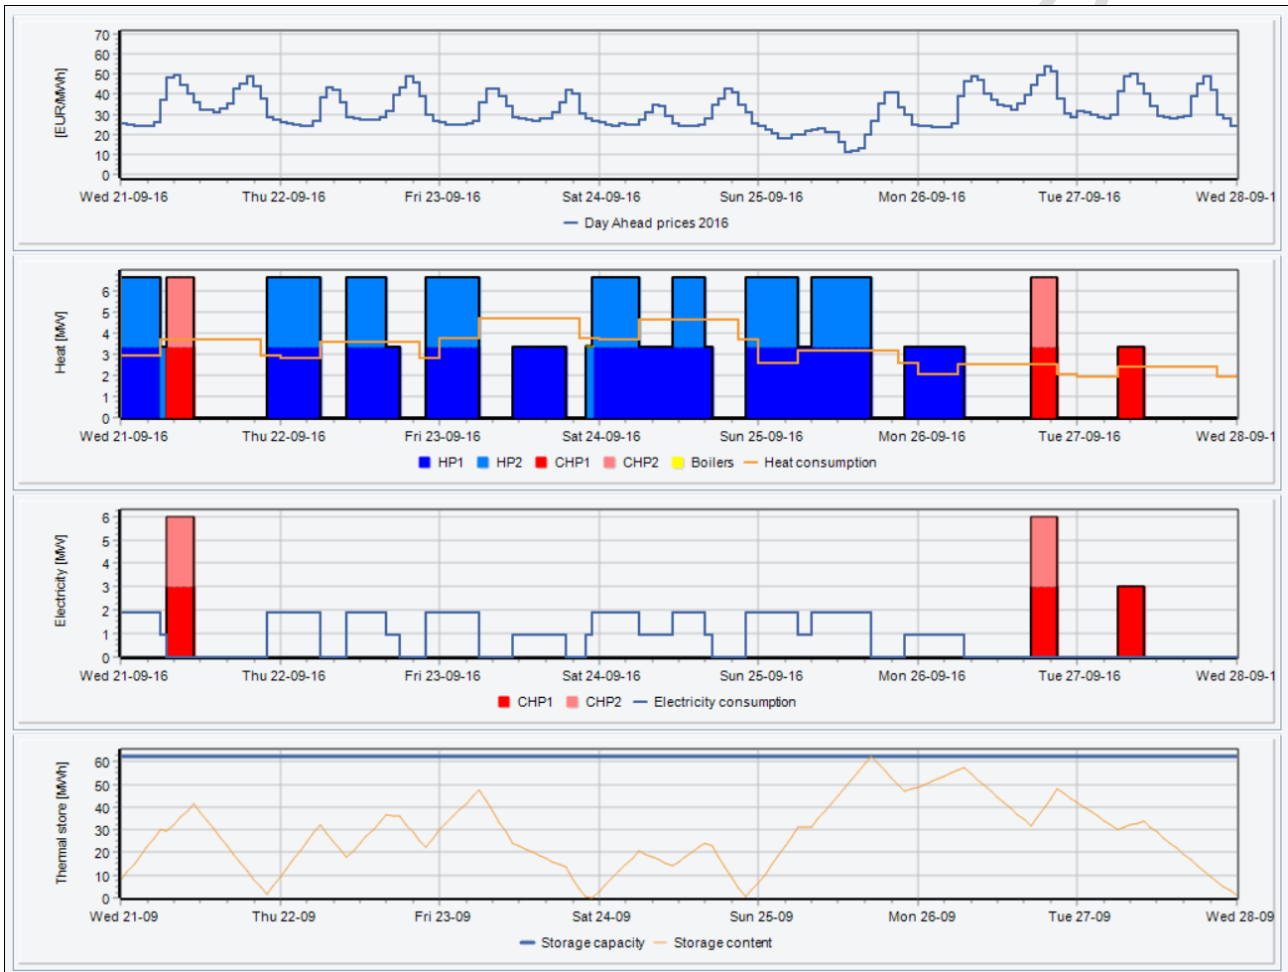 [EUR/MWh]
70
60
50
40
30
20
10
0
Wed 21-09-16 Thu 22-09-16 Fri 23-09-16 Sat 24-09-16 Sun 25-09-16 Mon 26-09-16 Tue 27-09-16 Wed 28-09-1
Day Ahead prices 2016
Heat [MW]
6
5
4
3
2
1
0
Wed 21-09-16 Thu 22-09-16 Fri 23-09-16 Sat 24-09-16 Sun 25-09-16 Mon 26-09-16 Tue 27-09-16 Wed 28-09-1
HP1 HP2 CHP1 CHP2 Boilers Heat consumption
Electricity [MW]
6
5
4
3
2
1
0
Wed 21-09-16 Thu 22-09-16 Fri 23-09-16 Sat 24-09-16 Sun 25-09-16 Mon 26-09-16 Tue 27-09-16 Wed 28-09-1
CHP1 CHP2 Electricity consumption
Thermal store [MWh]
60
50
40
30
20
10
0
Wed 21-09 Thu 22-09 Fri 23-09 Sat 24-09 Sun 25-09 Mon 26-09 Tue 27-09 Wed 28-09
Storage capacity Storage content